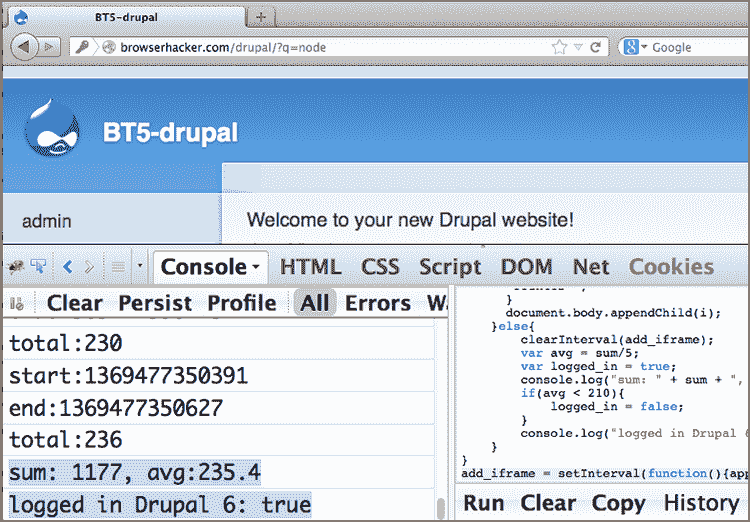 BT5-drupal
browserhacker.com/drupal/?q=node
Google
BT5-drupal
admin
Welcome to your new Drupal website!
Console HTML CSS Script DOM Net Cookies
Clear Persist Profile All Errors
total:230
start:1369477350391
end:1369477350627
total:236
sum: 1177, avg:235.4
logged in Drupal 6: true
}
document.body.appendChild(i);
}else{
clearInterval(add_iframe);
var avg = sum/5;
var logged_in = true;
console.log("sum: " + sum + ",
if(avg < 210){
logged_in = false;
}
console.log("logged in Drupal 6
}
}
add_iframe = setInterval(function(){app
Run Clear Copy History